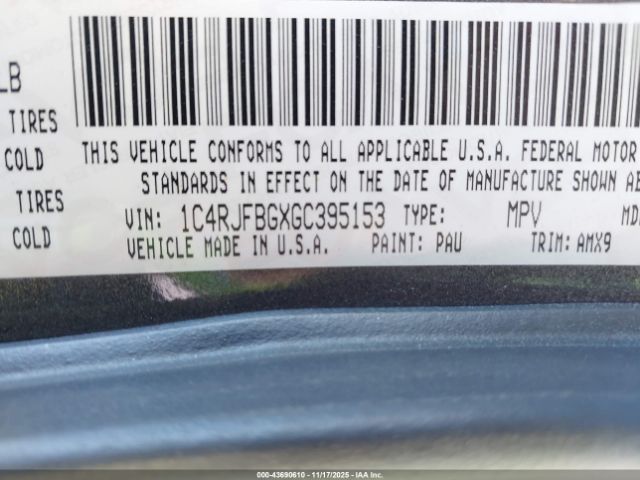 LB
TIRES
COLD THIS VEHICLE CONFORMS TO ALL APPLICABLE U.S.A. FEDERAL MOTOR
STANDARDS IN EFFECT ON THE DATE OF MANUFACTURE SHOWN AB
TIRES VIN: 1C4RJFBGXGC395153 TYPE: MPV MD
COLD VEHICLE MADE IN U.S.A. PAINT: PAU TRIM: AMX9
000-43690610 - 11/17/2025 - IAA Inc.